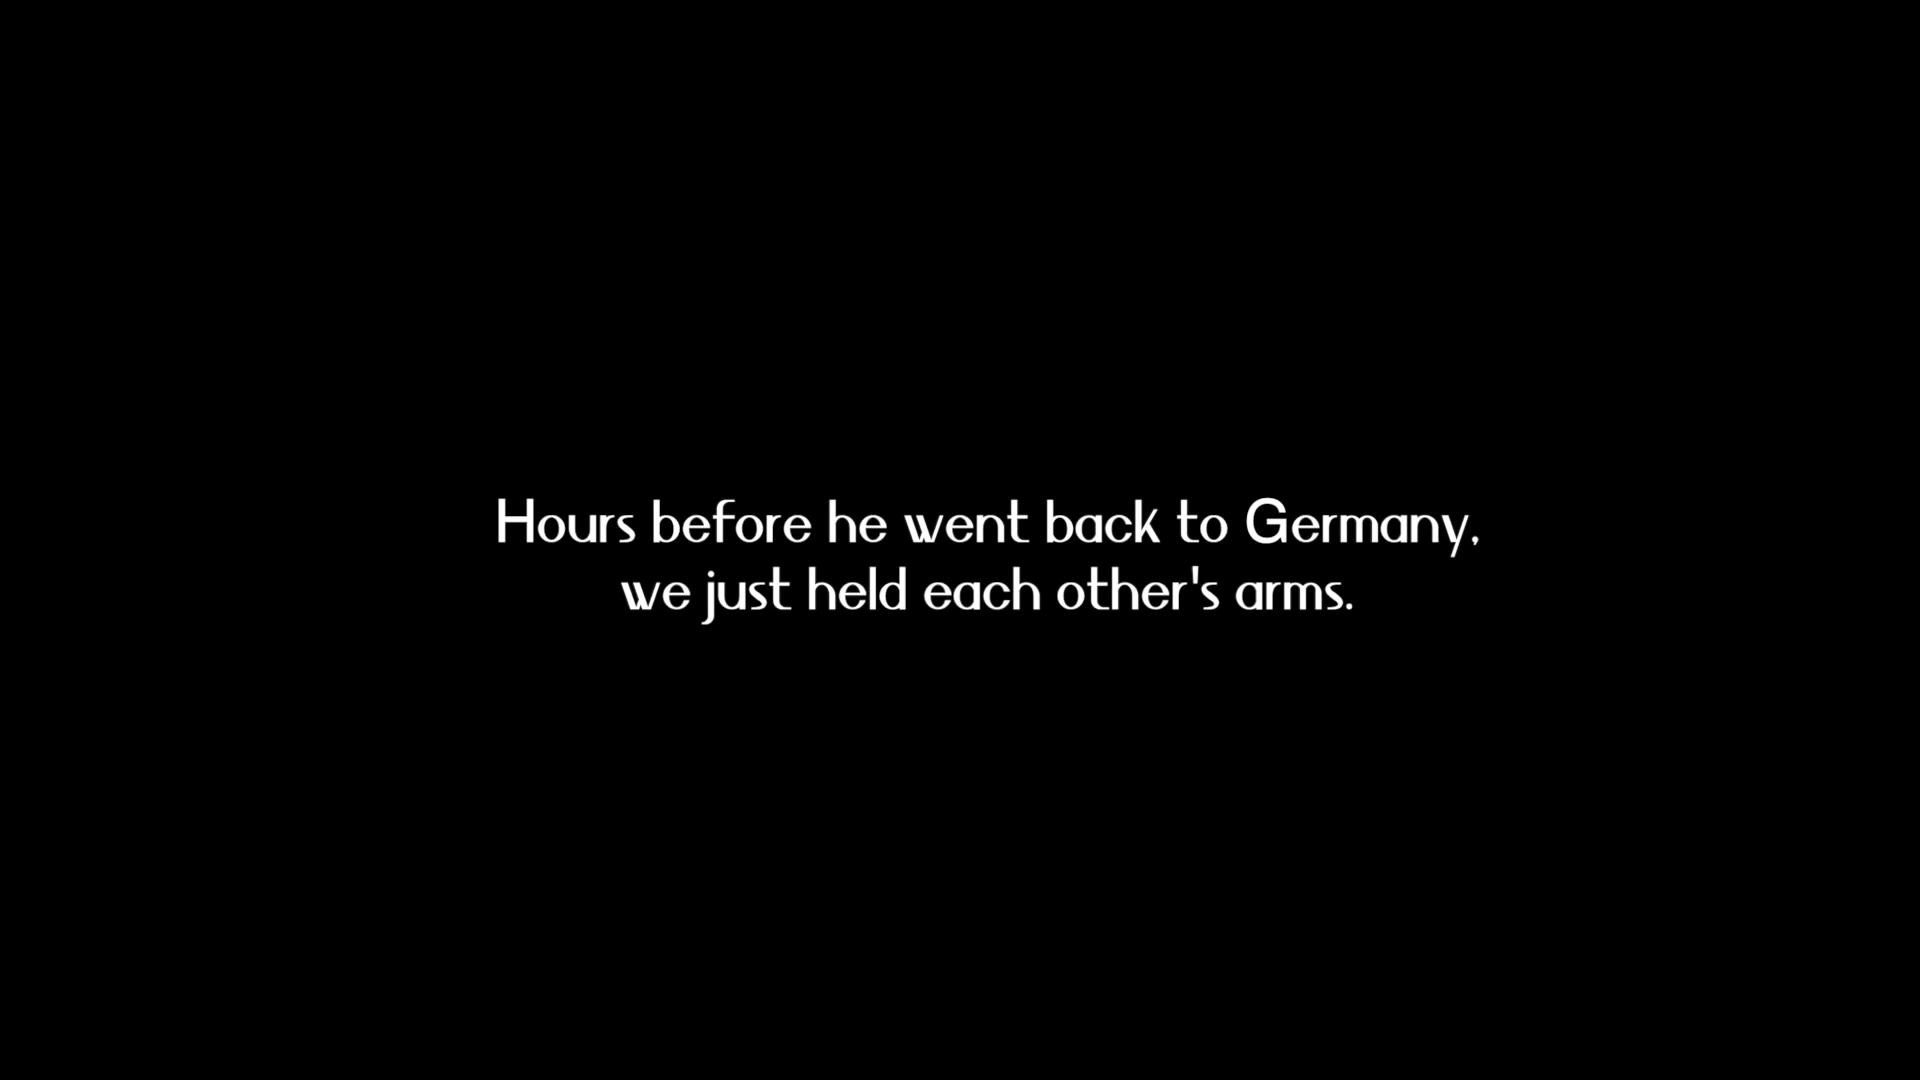 Hours before he went back to Germany,
we just held each other's arms.